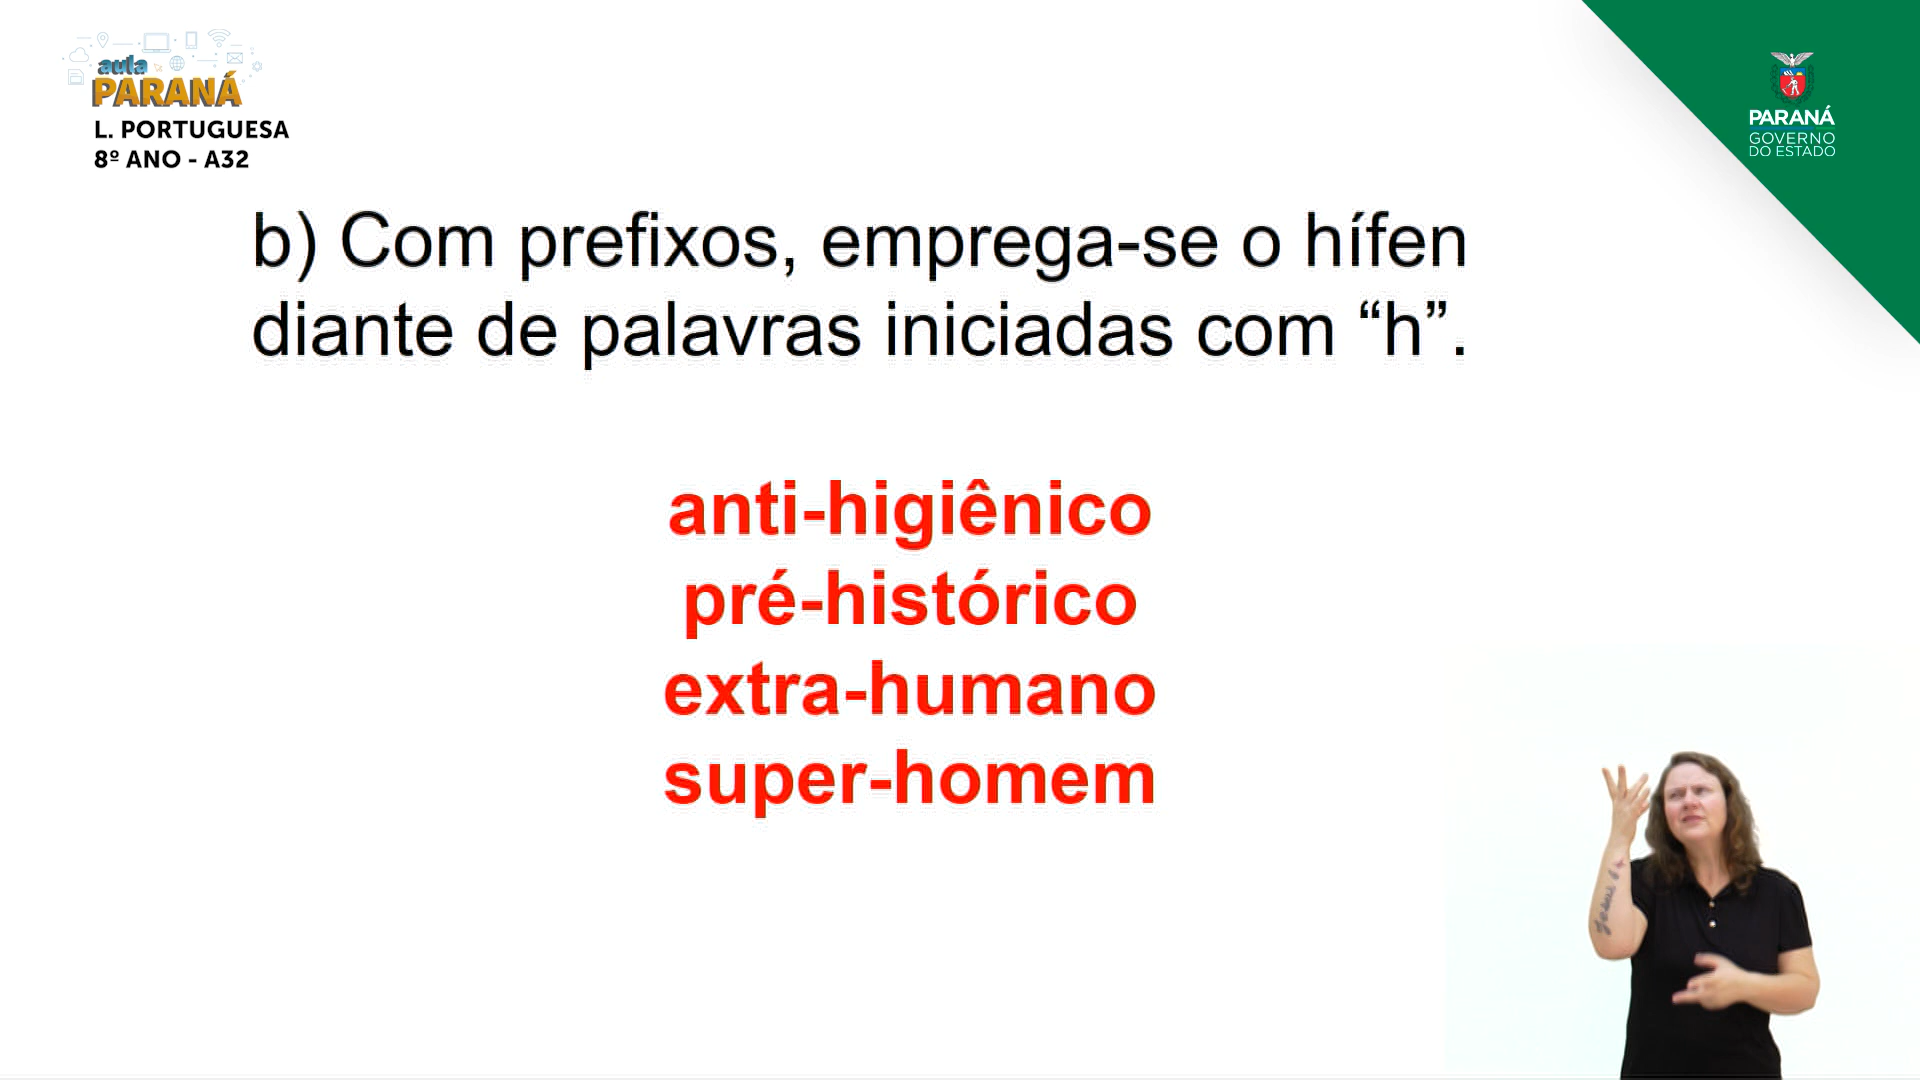 aula
PARANÁ
L. PORTUGUESA
8º ANO - A32
PARANÁ
GOVERNO
DO ESTADO
b) Com prefixos, emprega-se o hífen
diante de palavras iniciadas com “h”.
anti-higiênico
pré-histórico
extra-humano
super-homem
Jesus